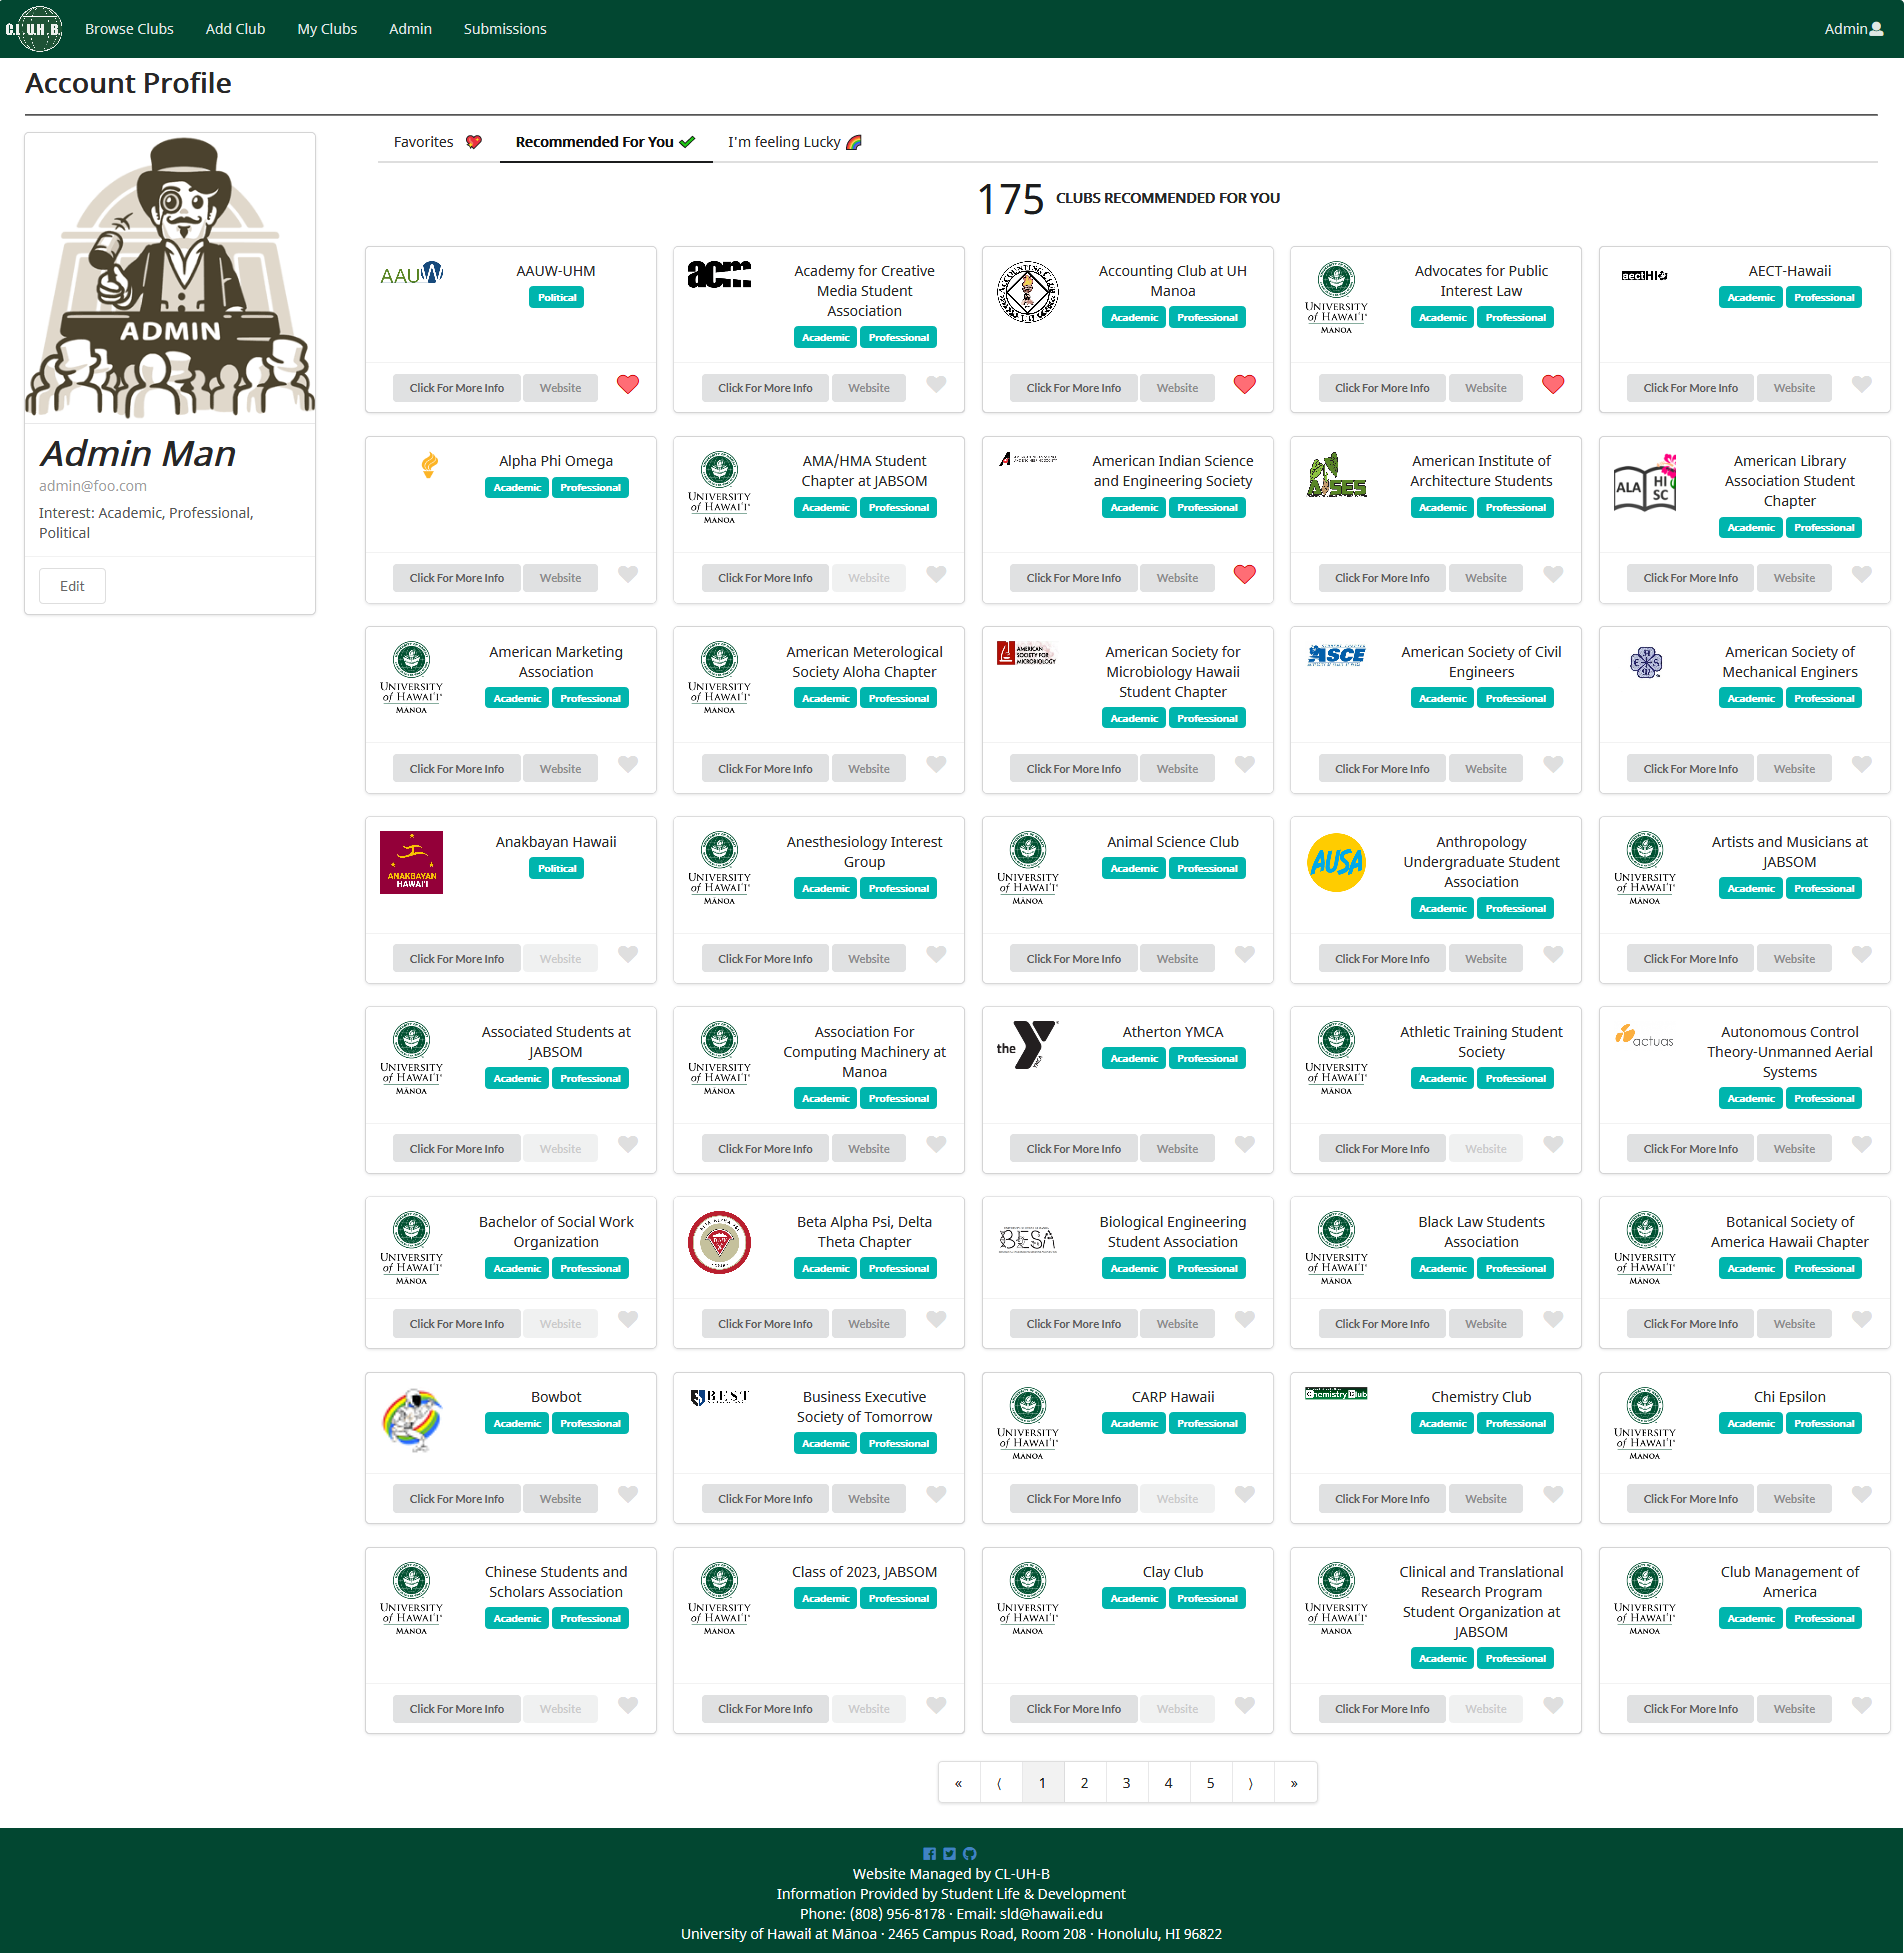 C.L.U.H.B.
Browse Clubs
Add Club
My Clubs
Admin
Submissions
Admin
Account Profile
ADMIN
Admin Man
admin@foo.com
Interest: Academic, Professional,
Political
Edit
Favorites
Recommended For You
I'm feeling Lucky
175 CLUBS RECOMMENDED FOR YOU
AAUW
AAUW-UHM
Political
Click For More Info Website
acm
Academy for Creative
Media Student
Association
Academic Professional
Click For More Info Website
Accounting Club at UH
Manoa
Academic Professional
Click For More Info Website
UNIVERSITY
of HAWAI'I
MĀNOA
Advocates for Public
Interest Law
Academic Professional
Click For More Info Website
aectHI
AECT-Hawaii
Academic Professional
Click For More Info Website
Alpha Phi Omega
Academic Professional
Click For More Info Website
UNIVERSITY
of HAWAI'I
MĀNOA
AMA/HMA Student
Chapter at JABSOM
Academic Professional
Click For More Info Website
American Indian Science
and Engineering Society
Academic Professional
Click For More Info Website
AISES
American Institute of
Architecture Students
Academic Professional
Click For More Info Website
ALA HI
SC
American Library
Association Student
Chapter
Academic Professional
Click For More Info Website
UNIVERSITY
of HAWAI'I
MĀNOA
American Marketing
Association
Academic Professional
Click For More Info Website
UNIVERSITY
of HAWAI'I
MĀNOA
American Meterological
Society Aloha Chapter
Academic Professional
Click For More Info Website
AMERICAN
SOCIETY FOR
MICROBIOLOGY
American Society for
Microbiology Hawaii
Student Chapter
Academic Professional
Click For More Info Website
ASCE
American Society of Civil
Engineers
Academic Professional
Click For More Info Website
American Society of
Mechanical Enginers
Academic Professional
Click For More Info Website
ANAKBAYAN
HAWAI'I
Anakbayan Hawaii
Political
Click For More Info Website
UNIVERSITY
of HAWAI'I
MĀNOA
Anesthesiology Interest
Group
Academic Professional
Click For More Info Website
UNIVERSITY
of HAWAI'I
MĀNOA
Animal Science Club
Academic Professional
Click For More Info Website
AUSA
Anthropology
Undergraduate Student
Association
Academic Professional
Click For More Info Website
UNIVERSITY
of HAWAI'I
MĀNOA
Artists and Musicians at
JABSOM
Academic Professional
Click For More Info Website
UNIVERSITY
of HAWAI'I
MĀNOA
Associated Students at
JABSOM
Academic Professional
Click For More Info Website
UNIVERSITY
of HAWAI'I
MĀNOA
Association For
Computing Machinery at
Manoa
Academic Professional
Click For More Info Website
the Y
Atherton YMCA
Academic Professional
Click For More Info Website
UNIVERSITY
of HAWAI'I
MĀNOA
Athletic Training Student
Society
Academic Professional
Click For More Info Website
actuas
Autonomous Control
Theory-Unmanned Aerial
Systems
Academic Professional
Click For More Info Website
UNIVERSITY
of HAWAI'I
MĀNOA
Bachelor of Social Work
Organization
Academic Professional
Click For More Info Website
Beta Alpha Psi, Delta
Theta Chapter
Academic Professional
Click For More Info Website
BESA
Biological Engineering
Student Association
Academic Professional
Click For More Info Website
UNIVERSITY
of HAWAI'I
MĀNOA
Black Law Students
Association
Academic Professional
Click For More Info Website
UNIVERSITY
of HAWAI'I
MĀNOA
Botanical Society of
America Hawaii Chapter
Academic Professional
Click For More Info Website
Bowbot
Academic Professional
Click For More Info Website
BEST
Business Executive
Society of Tomorrow
Academic Professional
Click For More Info Website
UNIVERSITY
of HAWAI'I
MĀNOA
CARP Hawaii
Academic Professional
Click For More Info Website
Chemistry Club
Chemistry Club
Academic Professional
Click For More Info Website
UNIVERSITY
of HAWAI'I
MĀNOA
Chi Epsilon
Academic Professional
Click For More Info Website
UNIVERSITY
of HAWAI'I
MĀNOA
Chinese Students and
Scholars Association
Academic Professional
Click For More Info Website
UNIVERSITY
of HAWAI'I
MĀNOA
Class of 2023, JABSOM
Academic Professional
Click For More Info Website
UNIVERSITY
of HAWAI'I
MĀNOA
Clay Club
Academic Professional
Click For More Info Website
UNIVERSITY
of HAWAI'I
MĀNOA
Clinical and Translational
Research Program
Student Organization at
JABSOM
Academic Professional
Click For More Info Website
UNIVERSITY
of HAWAI'I
MĀNOA
Club Management of
America
Academic Professional
Click For More Info Website
« ⟨ 1 2 3 4 5 ⟩ »
Website Managed by CL-UH-B
Information Provided by Student Life & Development
Phone: (808) 956-8178 · Email: sld@hawaii.edu
University of Hawaiʻi at Mānoa · 2465 Campus Road, Room 208 · Honolulu, HI 96822